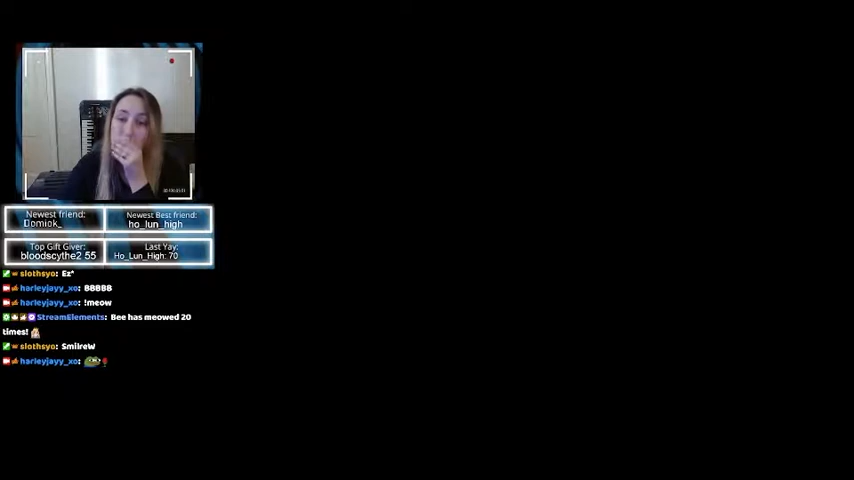 Newest friend:
Domiok_
Newest Best friend:
ho_lun_high
Top Gift Giver:
bloodscythe2 55
Last Yay:
Ho_Lun_High: 70
slothsyo: Ez*
harleyjayy_xo: BBBBB
harleyjayy_xo: !meow
StreamElements: Bee has meowed 20
times!
slothsyo: SmilreW
harleyjayy_xo: